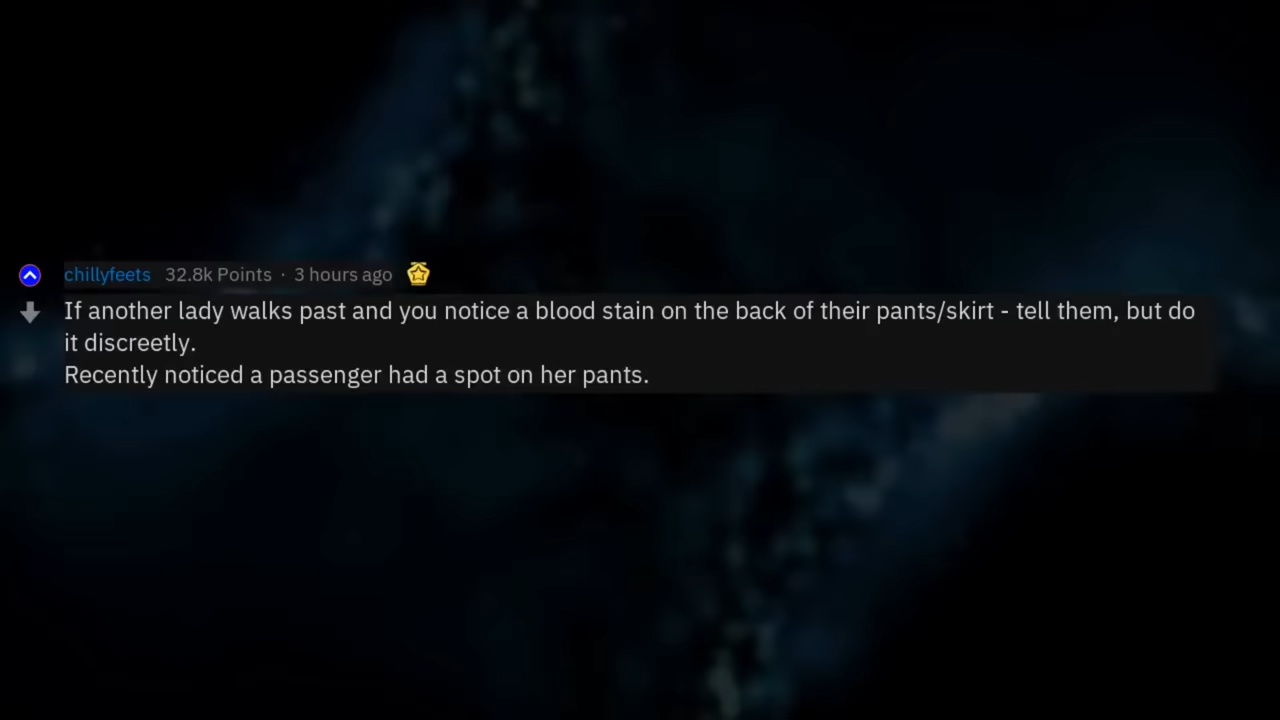 chillyfeets 32.8k Points · 3 hours ago
If another lady walks past and you notice a blood stain on the back of their pants/skirt - tell them, but do
it discreetly.
Recently noticed a passenger had a spot on her pants.